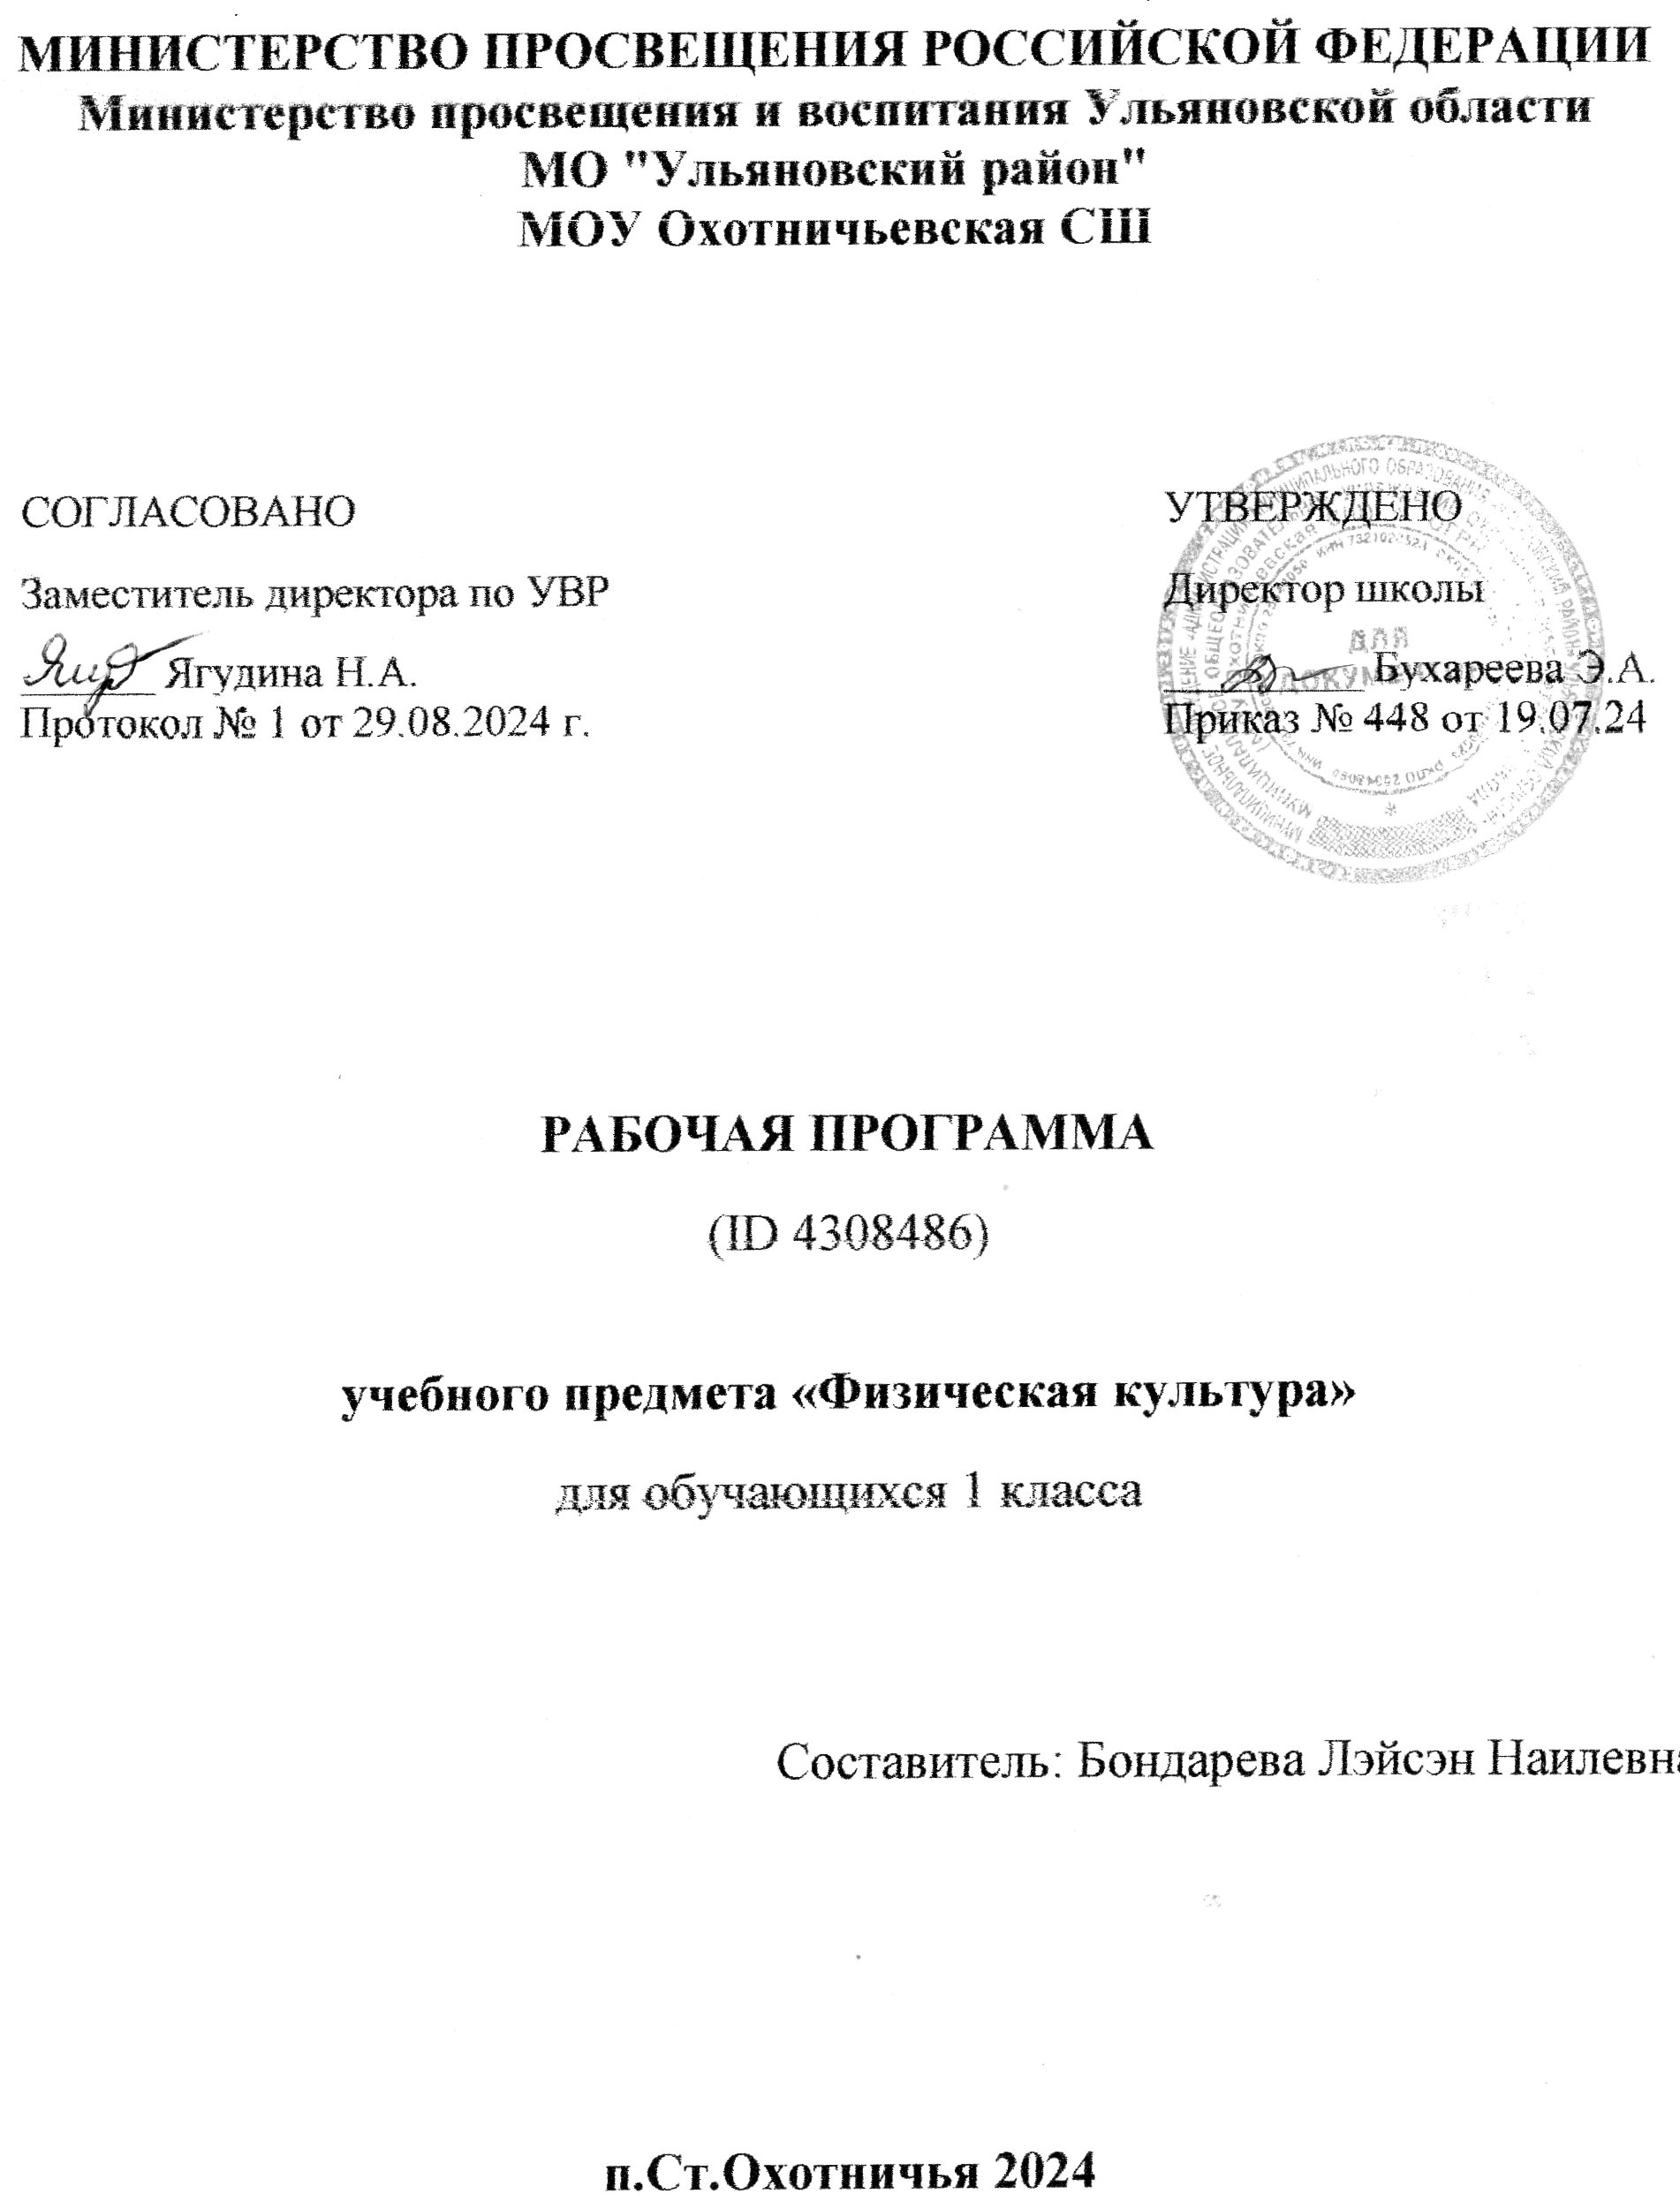 МИНИСТЕРСТВО ПРОСВЕЩЕНИЯ РОССИЙСКОЙ ФЕДЕРАЦИИ
Министерство просвещения и воспитания Ульяновской области
МО "Ульяновский район"
МОУ Охотничьевская СШ
СОГЛАСОВАНО
Заместитель директора по УВР
Ягудина Н.А.
Протокол № 1 от 29.08.2024 г.
УТВЕРЖДЕНО
Директор школы
Бухареева Э.А.
Приказ № 448 от 19.07.24
ДЛЯ
РАБОЧАЯ ПРОГРАММА
(ID 4308486)
учебного предмета «Физическая культура»
для обучающихся 1 класса
Составитель: Бондарева Лэйсэн Наилевна
п.Ст.Охотничья 2024